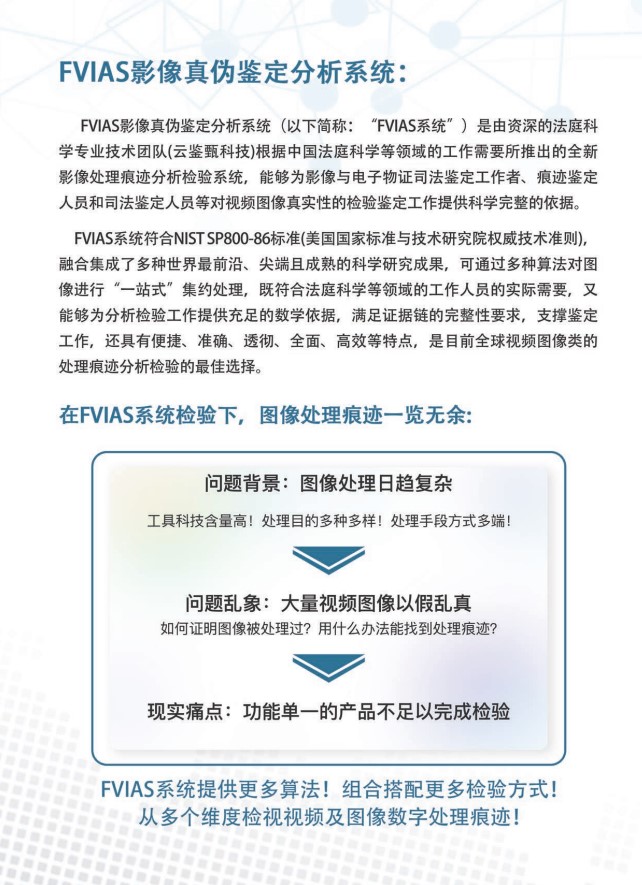 FVIAS影像真伪鉴定分析系统：
FVIAS影像真伪鉴定分析系统（以下简称：“FVIAS系统”）是由资深的法庭科
学专业技术团队(云鉴甄科技)根据中国法庭科学等领域的工作需要所推出的全新
影像处理痕迹分析检验系统，能够为影像与电子物证司法鉴定工作者、痕迹鉴定
人员和司法鉴定人员等对视频图像真实性的检验鉴定工作提供科学完整的依据。
FVIAS系统符合NIST SP800-86标准(美国国家标准与技术研究院权威技术准则)，
融合集成了多种世界最前沿、尖端且成熟的科学研究成果，可通过多种算法对图
像进行“一站式”集约处理，既符合法庭科学等领域的工作人员的实际需要，又
能够为分析检验工作提供充足的数学依据，满足证据链的完整性要求，支撑鉴定
工作，还具有便捷、准确、透彻、全面、高效等特点，是目前全球视频图像类的
处理痕迹分析检验的最佳选择。
在FVIAS系统检验下，图像处理痕迹一览无余:
问题背景：图像处理日趋复杂
工具科技含量高！处理目的多种多样！处理手段方式多端！
问题乱象：大量视频图像以假乱真
如何证明图像被处理过？用什么办法能找到处理痕迹？
现实痛点：功能单一的产品不足以完成检验
FVIAS系统提供更多算法！组合搭配更多检验方式！
从多个维度检视视频及图像数字处理痕迹！